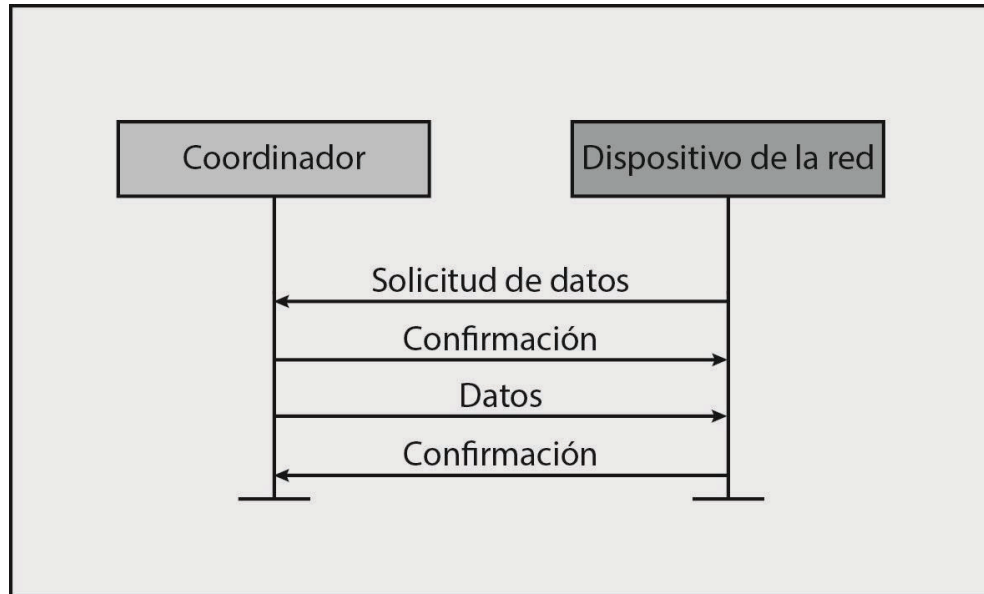 Coordinador
Dispositivo de la red
Solicitud de datos
Confirmación
Datos
Confirmación